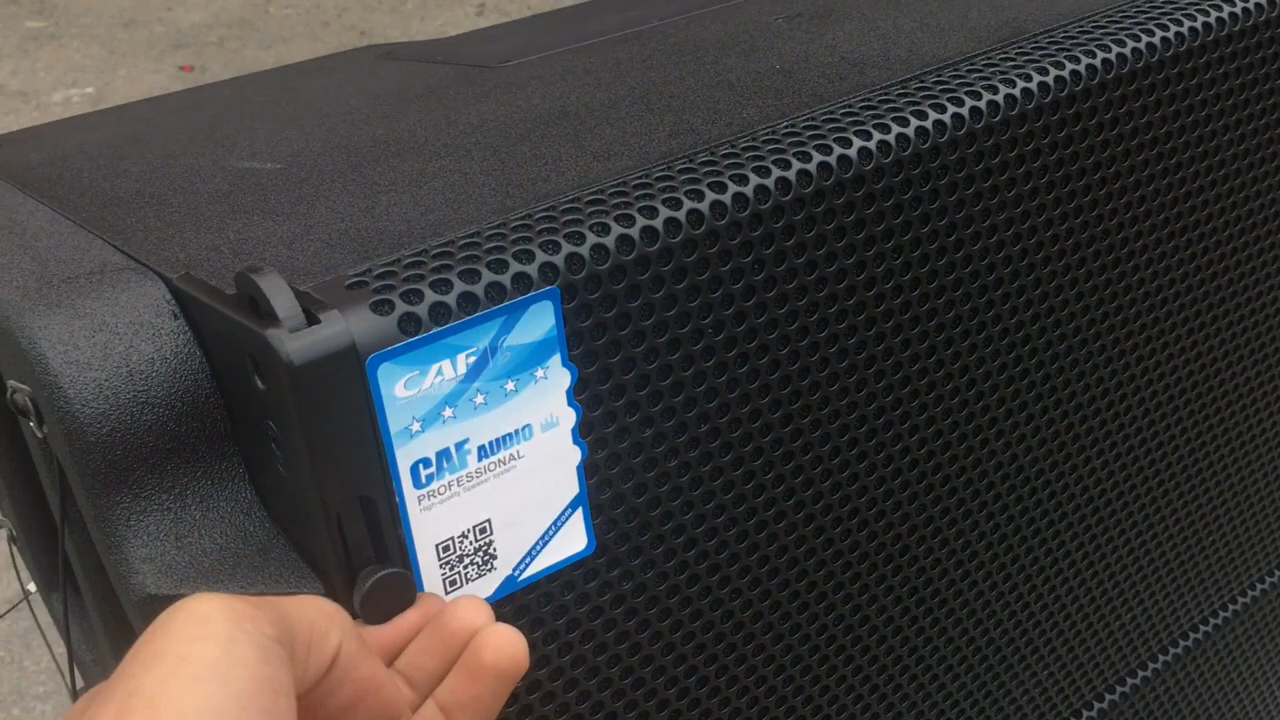 CAF
CAF AUDIO
PROFESSIONAL
High-quality Speaker system
www.caf-caf.com